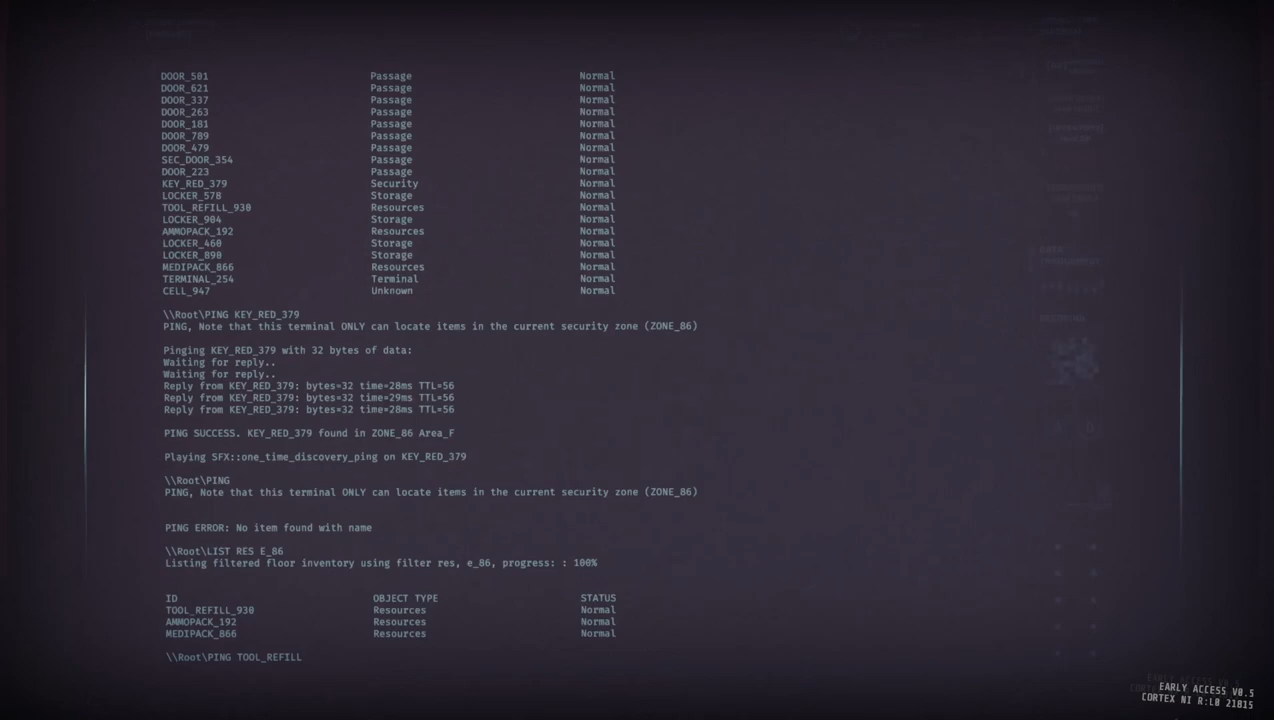 DOOR_501 Passage Normal
DOOR_621 Passage Normal
DOOR_337 Passage Normal
DOOR_263 Passage Normal
DOOR_181 Passage Normal
DOOR_789 Passage Normal
DOOR_479 Passage Normal
SEC_DOOR_354 Passage Normal
DOOR_223 Passage Normal
KEY_RED_379 Security Normal
LOCKER_578 Storage Normal
TOOL_REFILL_930 Resources Normal
LOCKER_904 Storage Normal
AMMOPACK_192 Resources Normal
LOCKER_460 Storage Normal
LOCKER_890 Storage Normal
MEDIPACK_866 Resources Normal
TERMINAL_254 Terminal Normal
CELL_947 Unknown Normal
\\Root\PING KEY_RED_379
PING, Note that this terminal ONLY can locate items in the current security zone (ZONE_86)
Pinging KEY_RED_379 with 32 bytes of data:
Waiting for reply..
Waiting for reply..
Reply from KEY_RED_379: bytes=32 time=28ms TTL=56
Reply from KEY_RED_379: bytes=32 time=29ms TTL=56
Reply from KEY_RED_379: bytes=32 time=28ms TTL=56
PING SUCCESS. KEY_RED_379 found in ZONE_86 Area_F
Playing SFX::one_time_discovery_ping on KEY_RED_379
\\Root\PING
PING, Note that this terminal ONLY can locate items in the current security zone (ZONE_86)
PING ERROR: No item found with name
\\Root\LIST RES E_86
Listing filtered floor inventory using filter res, e_86, progress: : 100%
ID OBJECT TYPE STATUS
TOOL_REFILL_930 Resources Normal
AMMOPACK_192 Resources Normal
MEDIPACK_866 Resources Normal
\\Root\PING TOOL_REFILL
EARLY ACCESS V0.5
CORTEX NI R:L0 21815